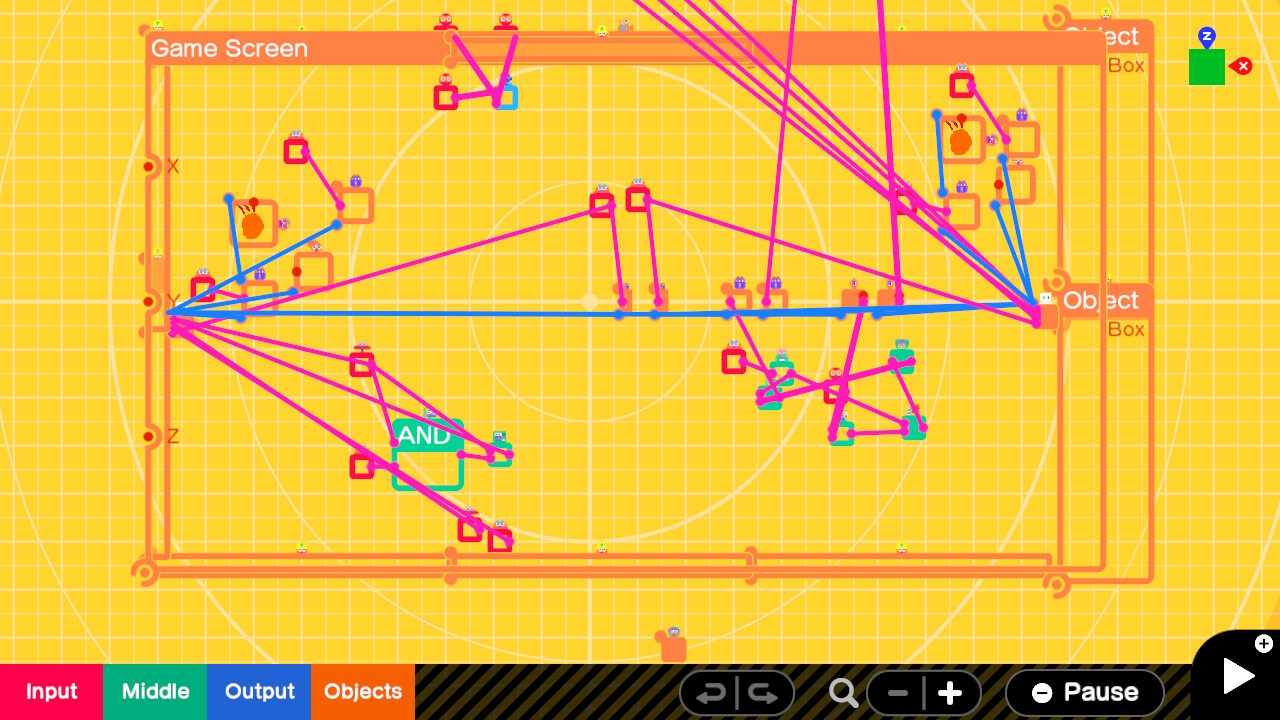 Game Screen
Object
Box
Z
X
X
Y
Object
Box
AND
Z
Input
Middle
Output
Objects
Pause